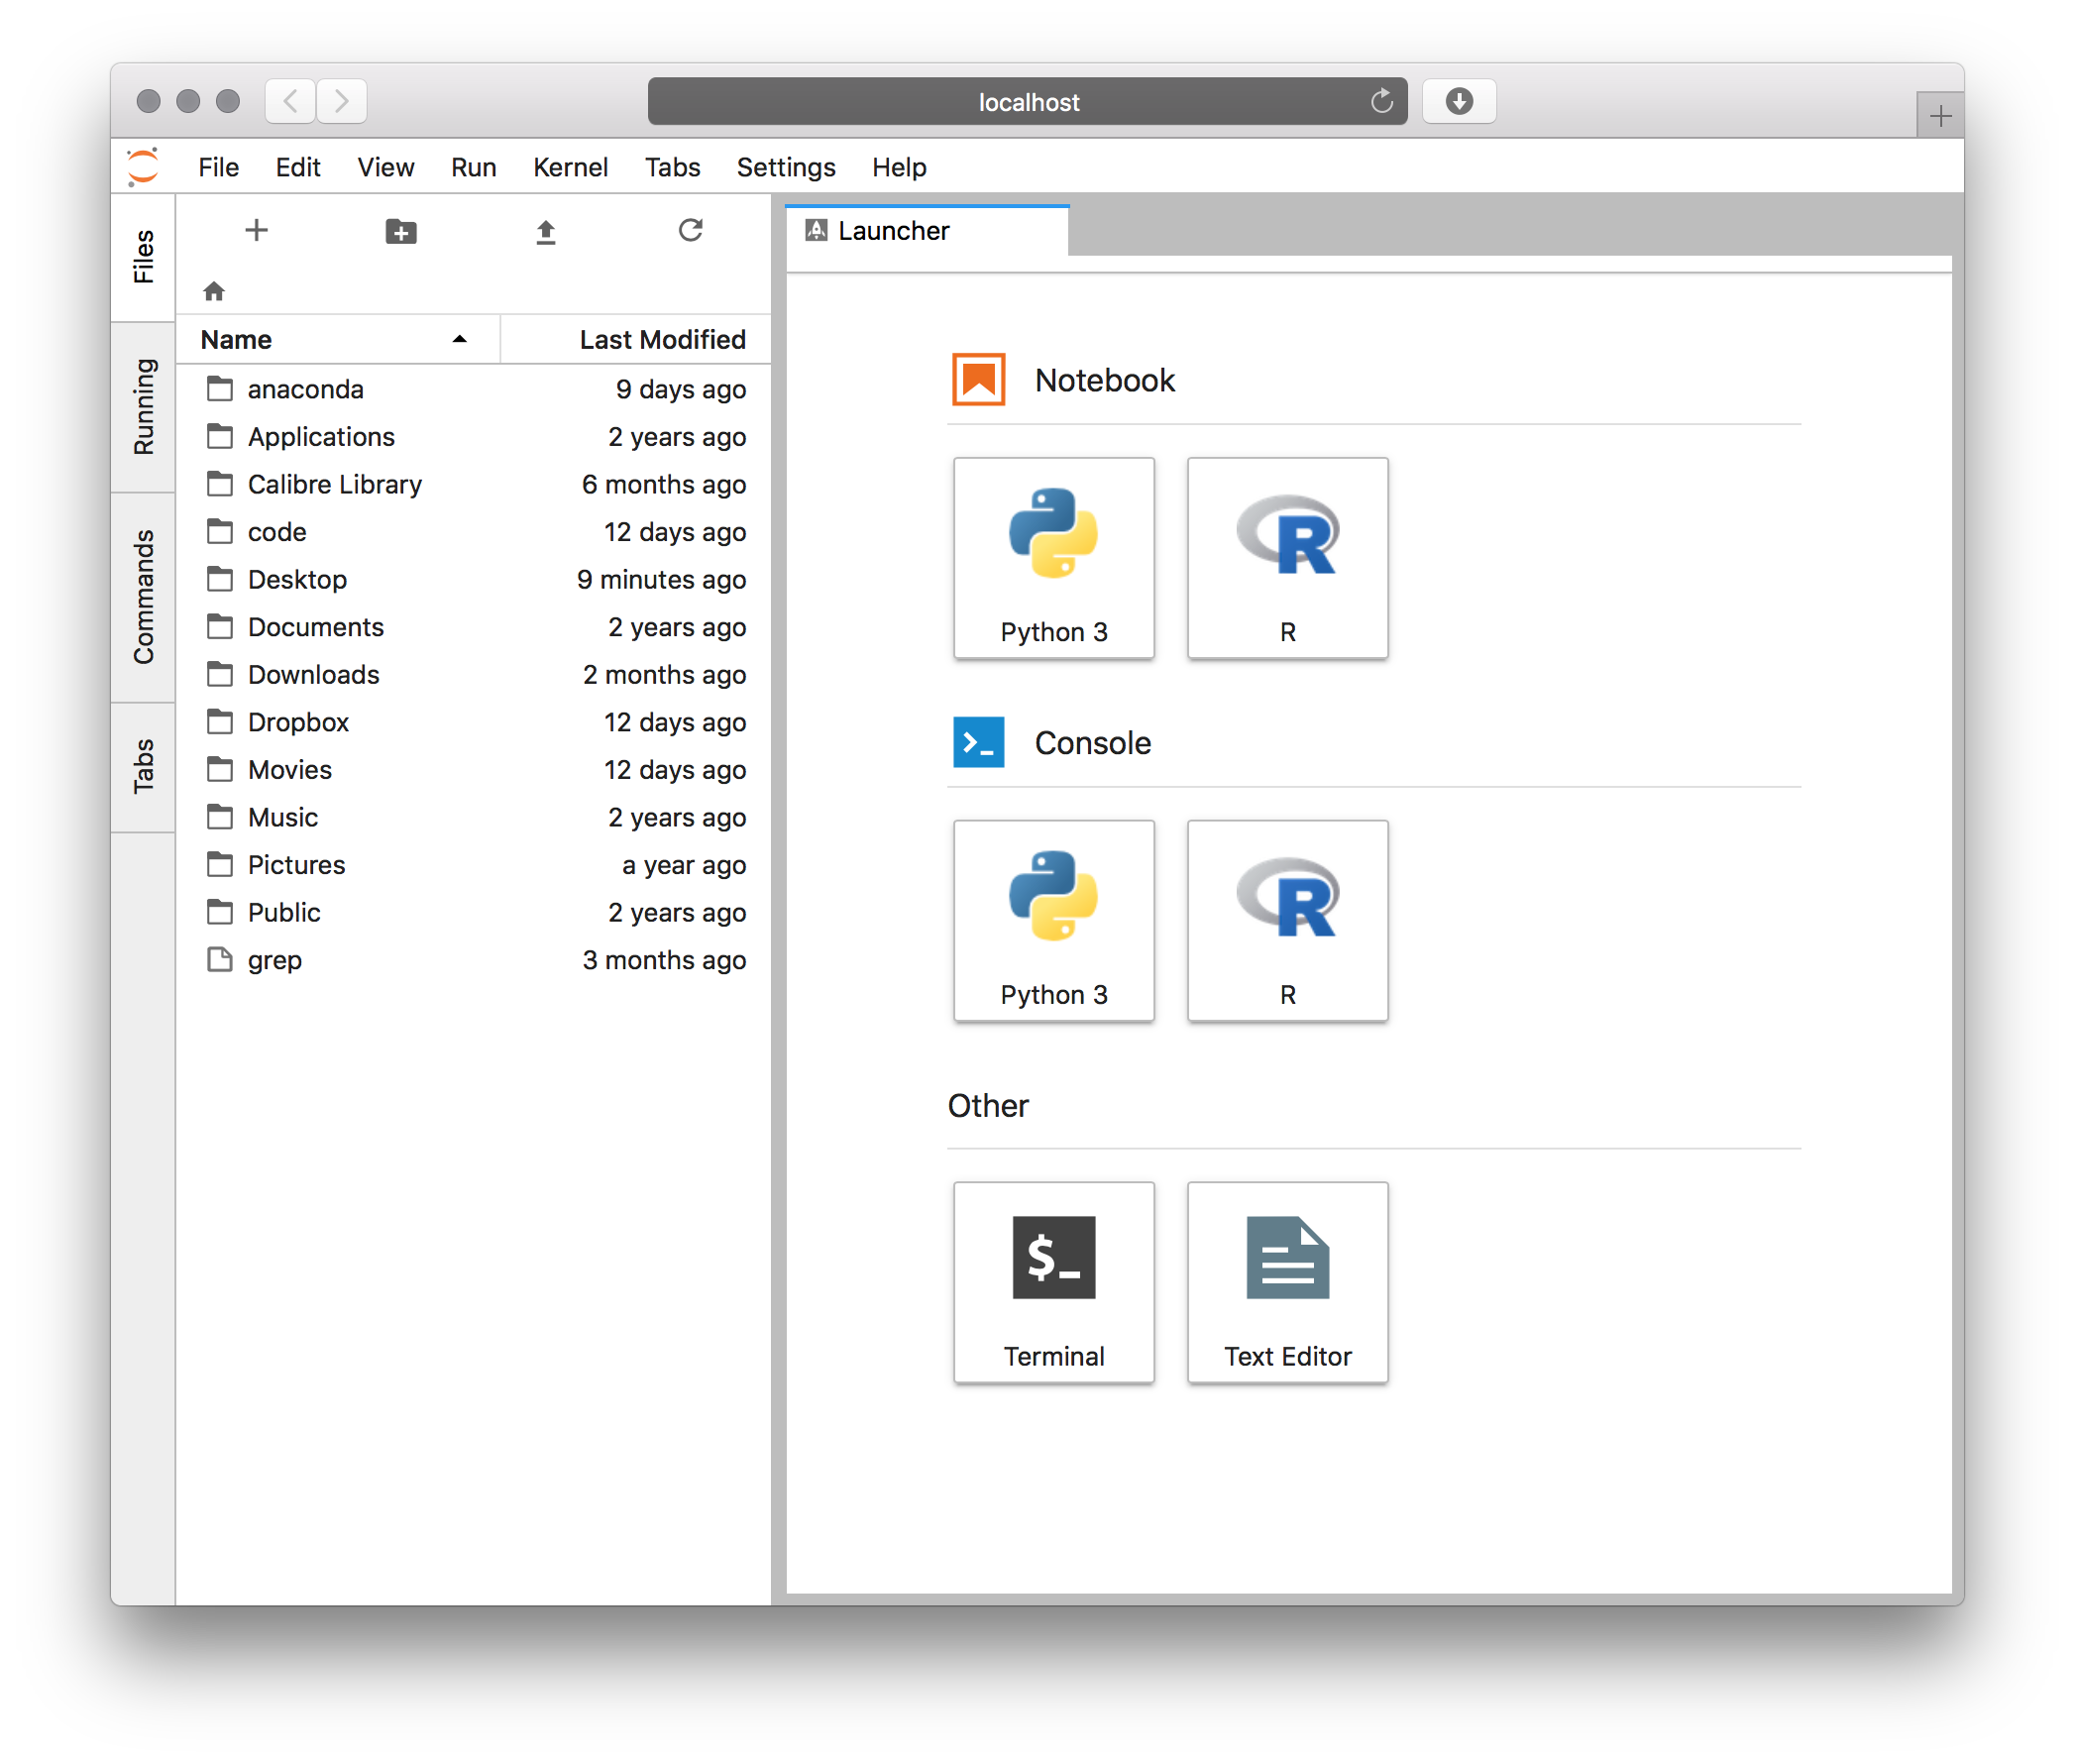 localhost
File Edit View Run Kernel Tabs Settings Help
Files
Running
Commands
Tabs
Name Last Modified
anaconda 9 days ago
Applications 2 years ago
Calibre Library 6 months ago
code 12 days ago
Desktop 9 minutes ago
Documents 2 years ago
Downloads 2 months ago
Dropbox 12 days ago
Movies 12 days ago
Music 2 years ago
Pictures a year ago
Public 2 years ago
grep 3 months ago
Launcher
Notebook
R
Python 3 R
>_ Console
R
Python 3 R
Other
$_
Terminal Text Editor